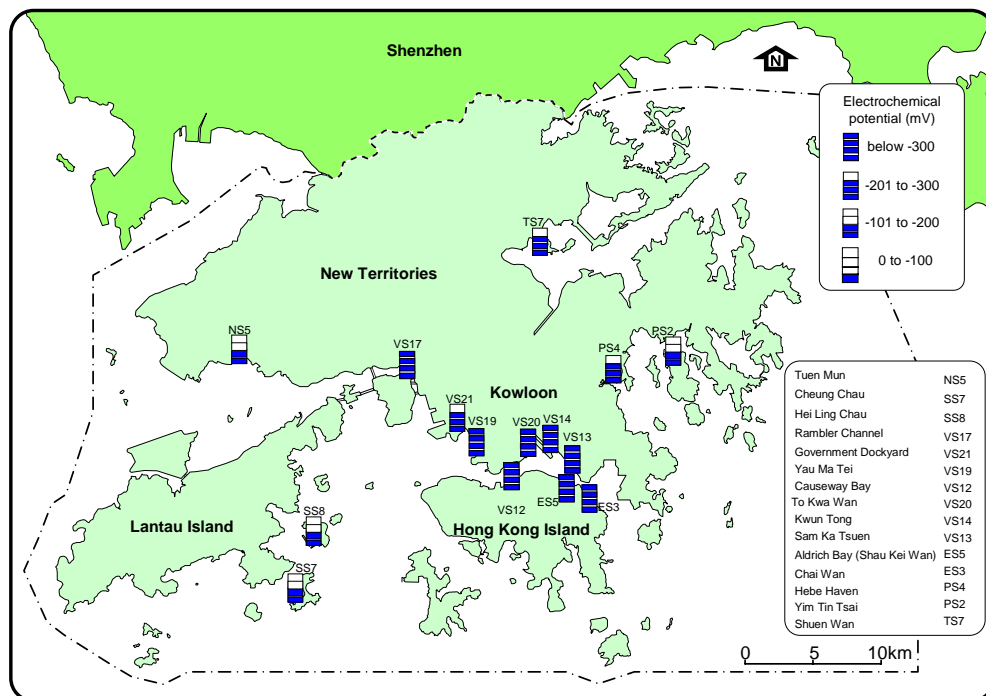 Shenzhen
N
Electrochemical
potential (mV)
below -300
-201 to -300
-101 to -200
0 to -100
TS7
New Territories
NS5
VS17
PS4
PS2
Kowloon
VS21
VS19
VS20
VS14
VS13
VS12
ES5
ES3
Hong Kong Island
Lantau Island
SS8
SS7
Tuen Mun NS5
Cheung Chau SS7
Hei Ling Chau SS8
Rambler Channel VS17
Government Dockyard VS21
Yau Ma Tei VS19
Causeway Bay VS12
To Kwa Wan VS20
Kwun Tong VS14
Sam Ka Tsuen VS13
Aldrich Bay (Shau Kei Wan) ES5
Chai Wan ES3
Hebe Haven PS4
Yim Tin Tsai PS2
Shuen Wan TS7
0 5 10km